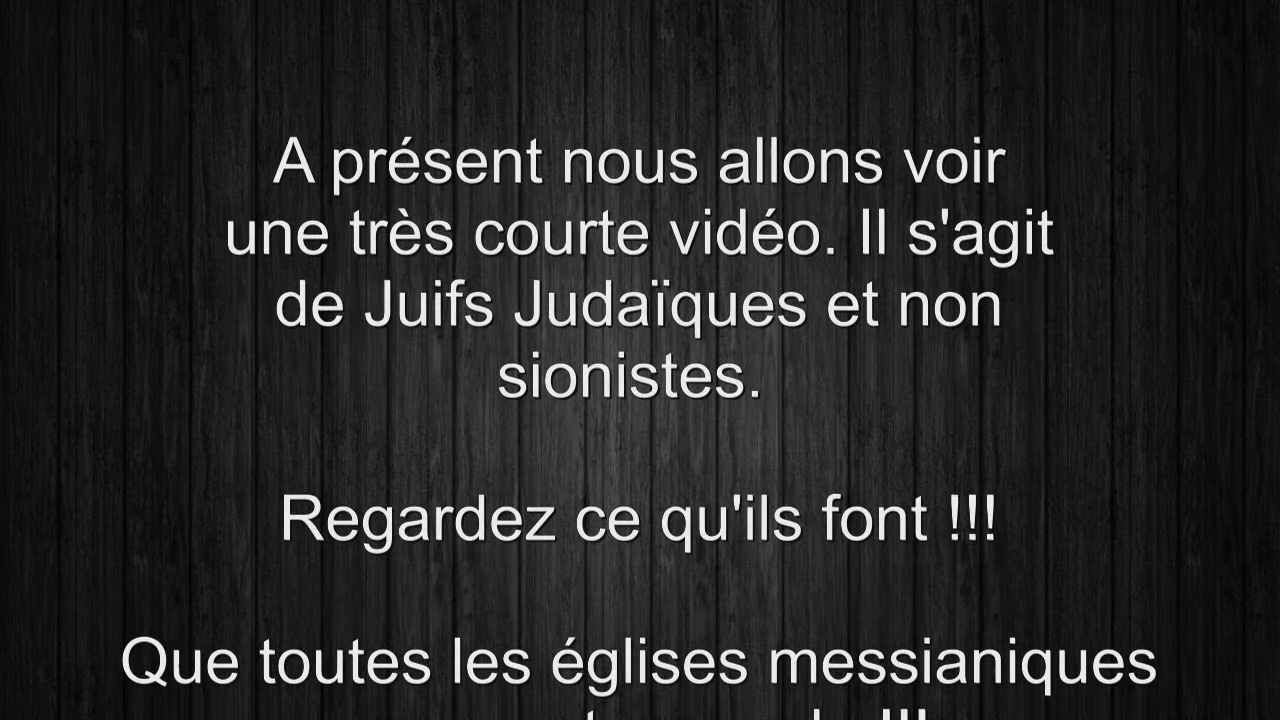 A présent nous allons voir
une très courte vidéo. Il s'agit
de Juifs Judaïques et non
sionistes.
Regardez ce qu'ils font !!!
Que toutes les églises messianiques
!!!